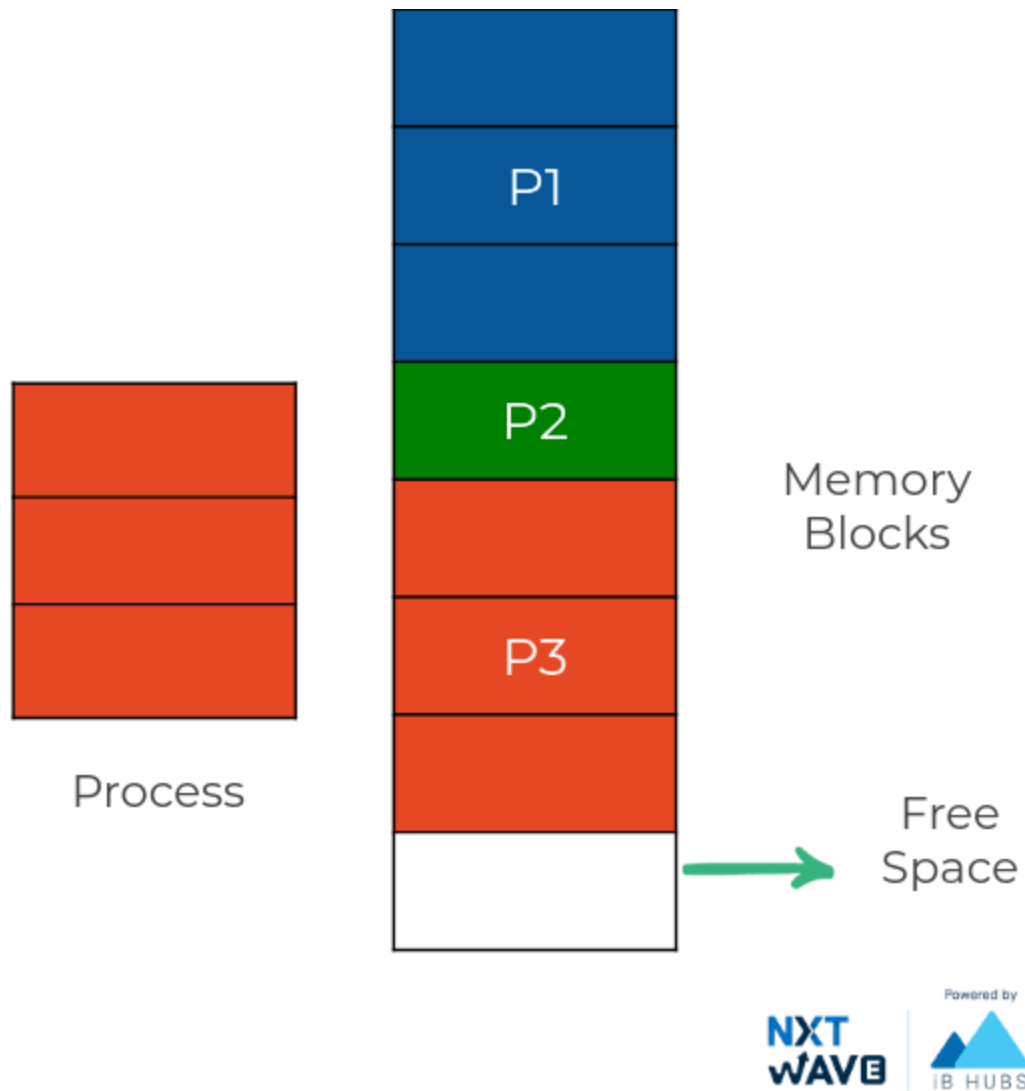 P1
P2
Memory
Blocks
P3
Process
Free
Space
Powered by
NXT
WAVE
iB HUBS